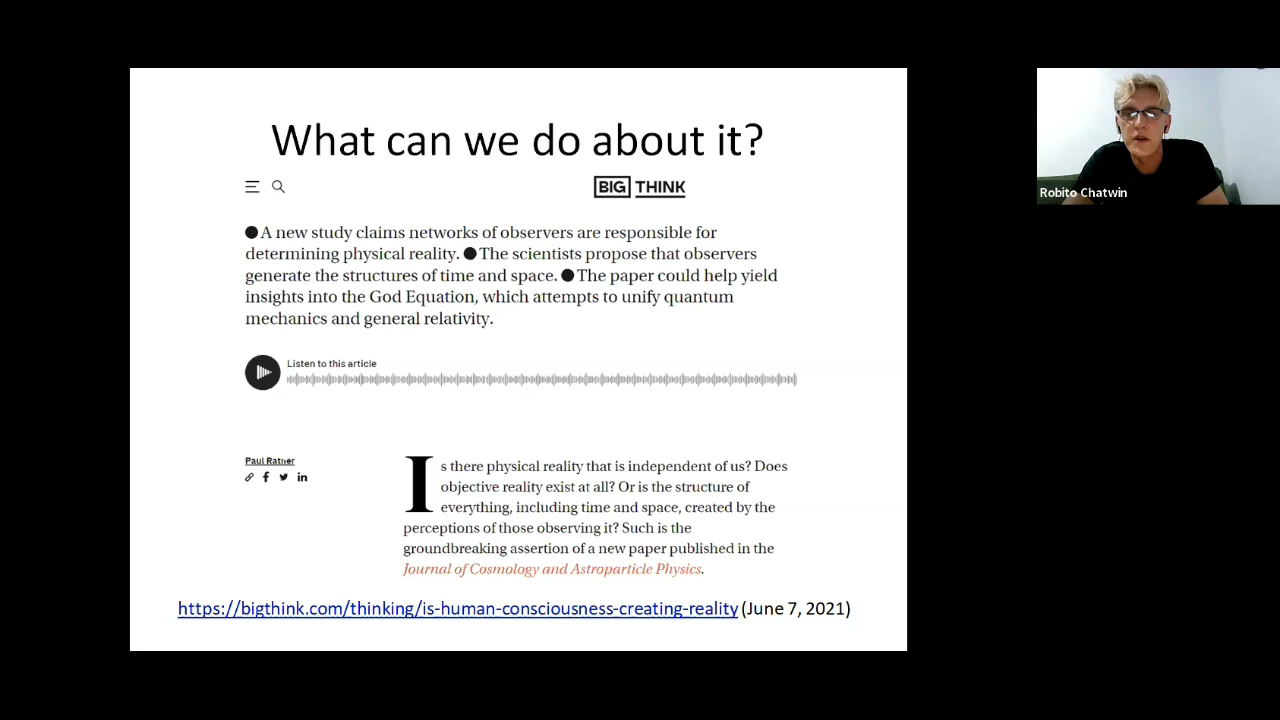 What can we do about it?
BIG THINK
● A new study claims networks of observers are responsible for
determining physical reality. ● The scientists propose that observers
generate the structures of time and space. ● The paper could help yield
insights into the God Equation, which attempts to unify quantum
mechanics and general relativity.
Listen to this article
Paul Ratner
Is there physical reality that is independent of us? Does
objective reality exist at all? Or is the structure of
everything, including time and space, created by the
perceptions of those observing it? Such is the
groundbreaking assertion of a new paper published in the
Journal of Cosmology and Astroparticle Physics.
https://bigthink.com/thinking/is-human-consciousness-creating-reality (June 7, 2021)
Robito Chatwin